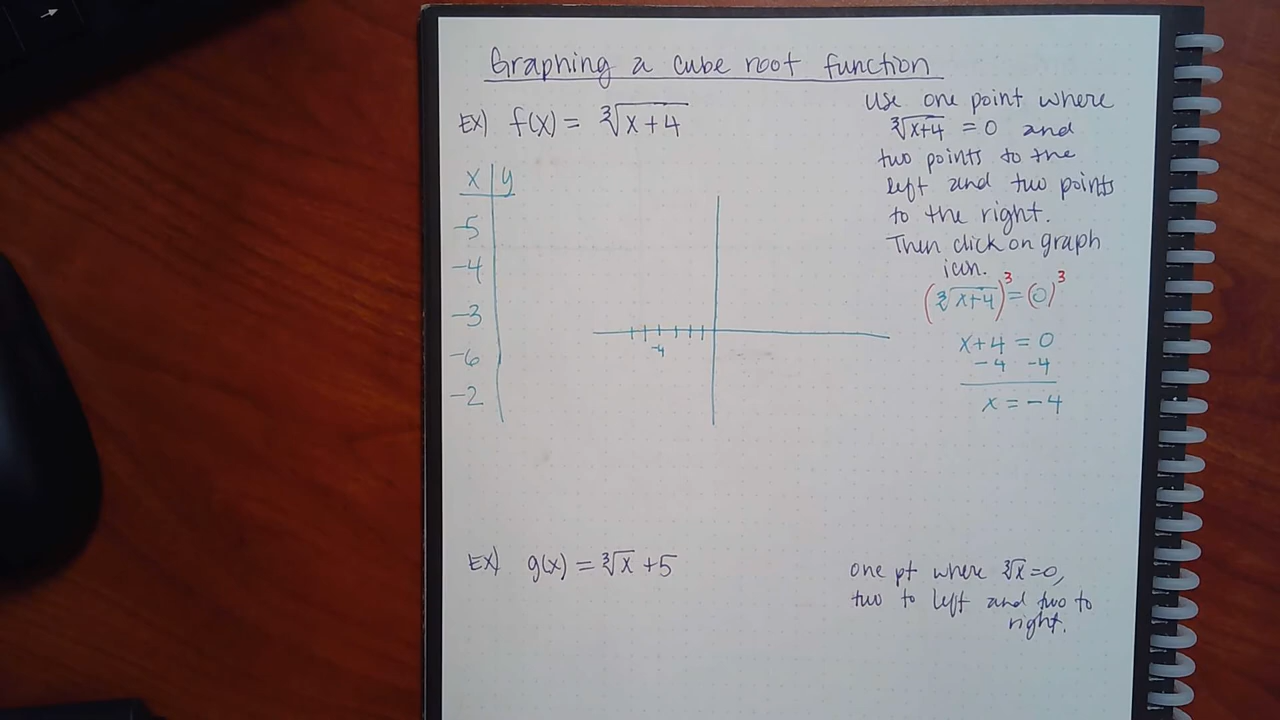 Graphing a cube root function
Ex) f(x) = ∛(x+4)
x | y
-5
-4
-3
-6
-2
-4
use one point where
∛(x+4) = 0 and
two points to the
left and two points
to the right.
Then click on graph
icon.
(∛(x+4))³ = (0)³
x+4 = 0
-4 -4
x = -4
Ex) g(x) = ∛x +5
one pt where ∛x=0,
two to left and two to
right.